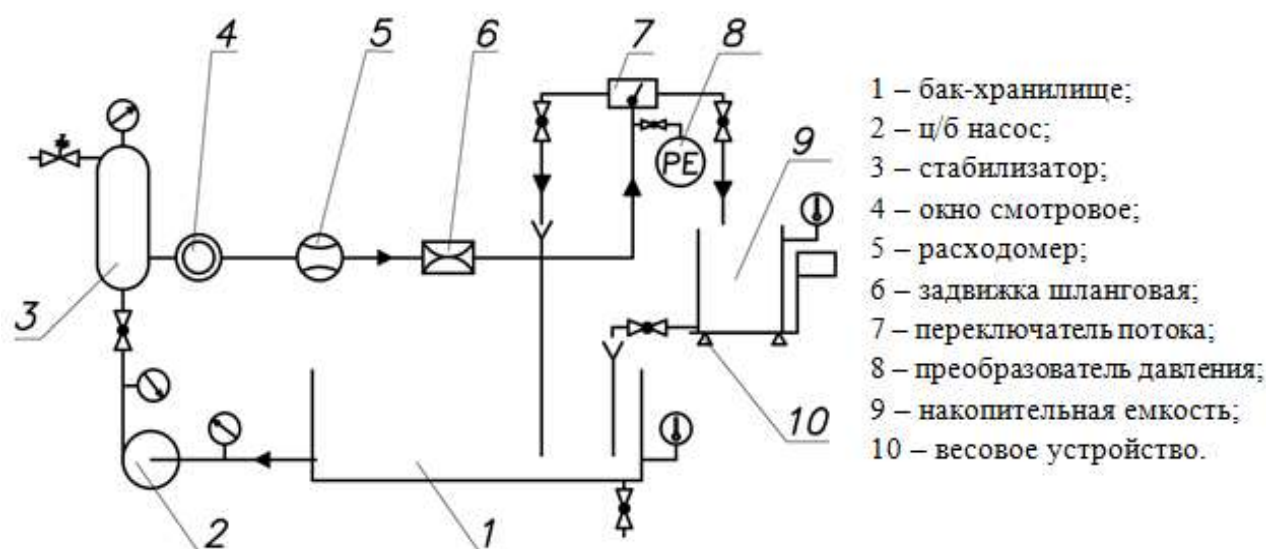 4 5 6 7 8
1 – бак-хранилище;
2 – ц/б насос;
3 – стабилизатор;
4 – окно смотровое;
5 – расходомер;
6 – задвижка шланговая;
7 – переключатель потока;
8 – преобразователь давления;
9 – накопительная емкость;
10 – весовое устройство.
9
PE
3
10
2 1